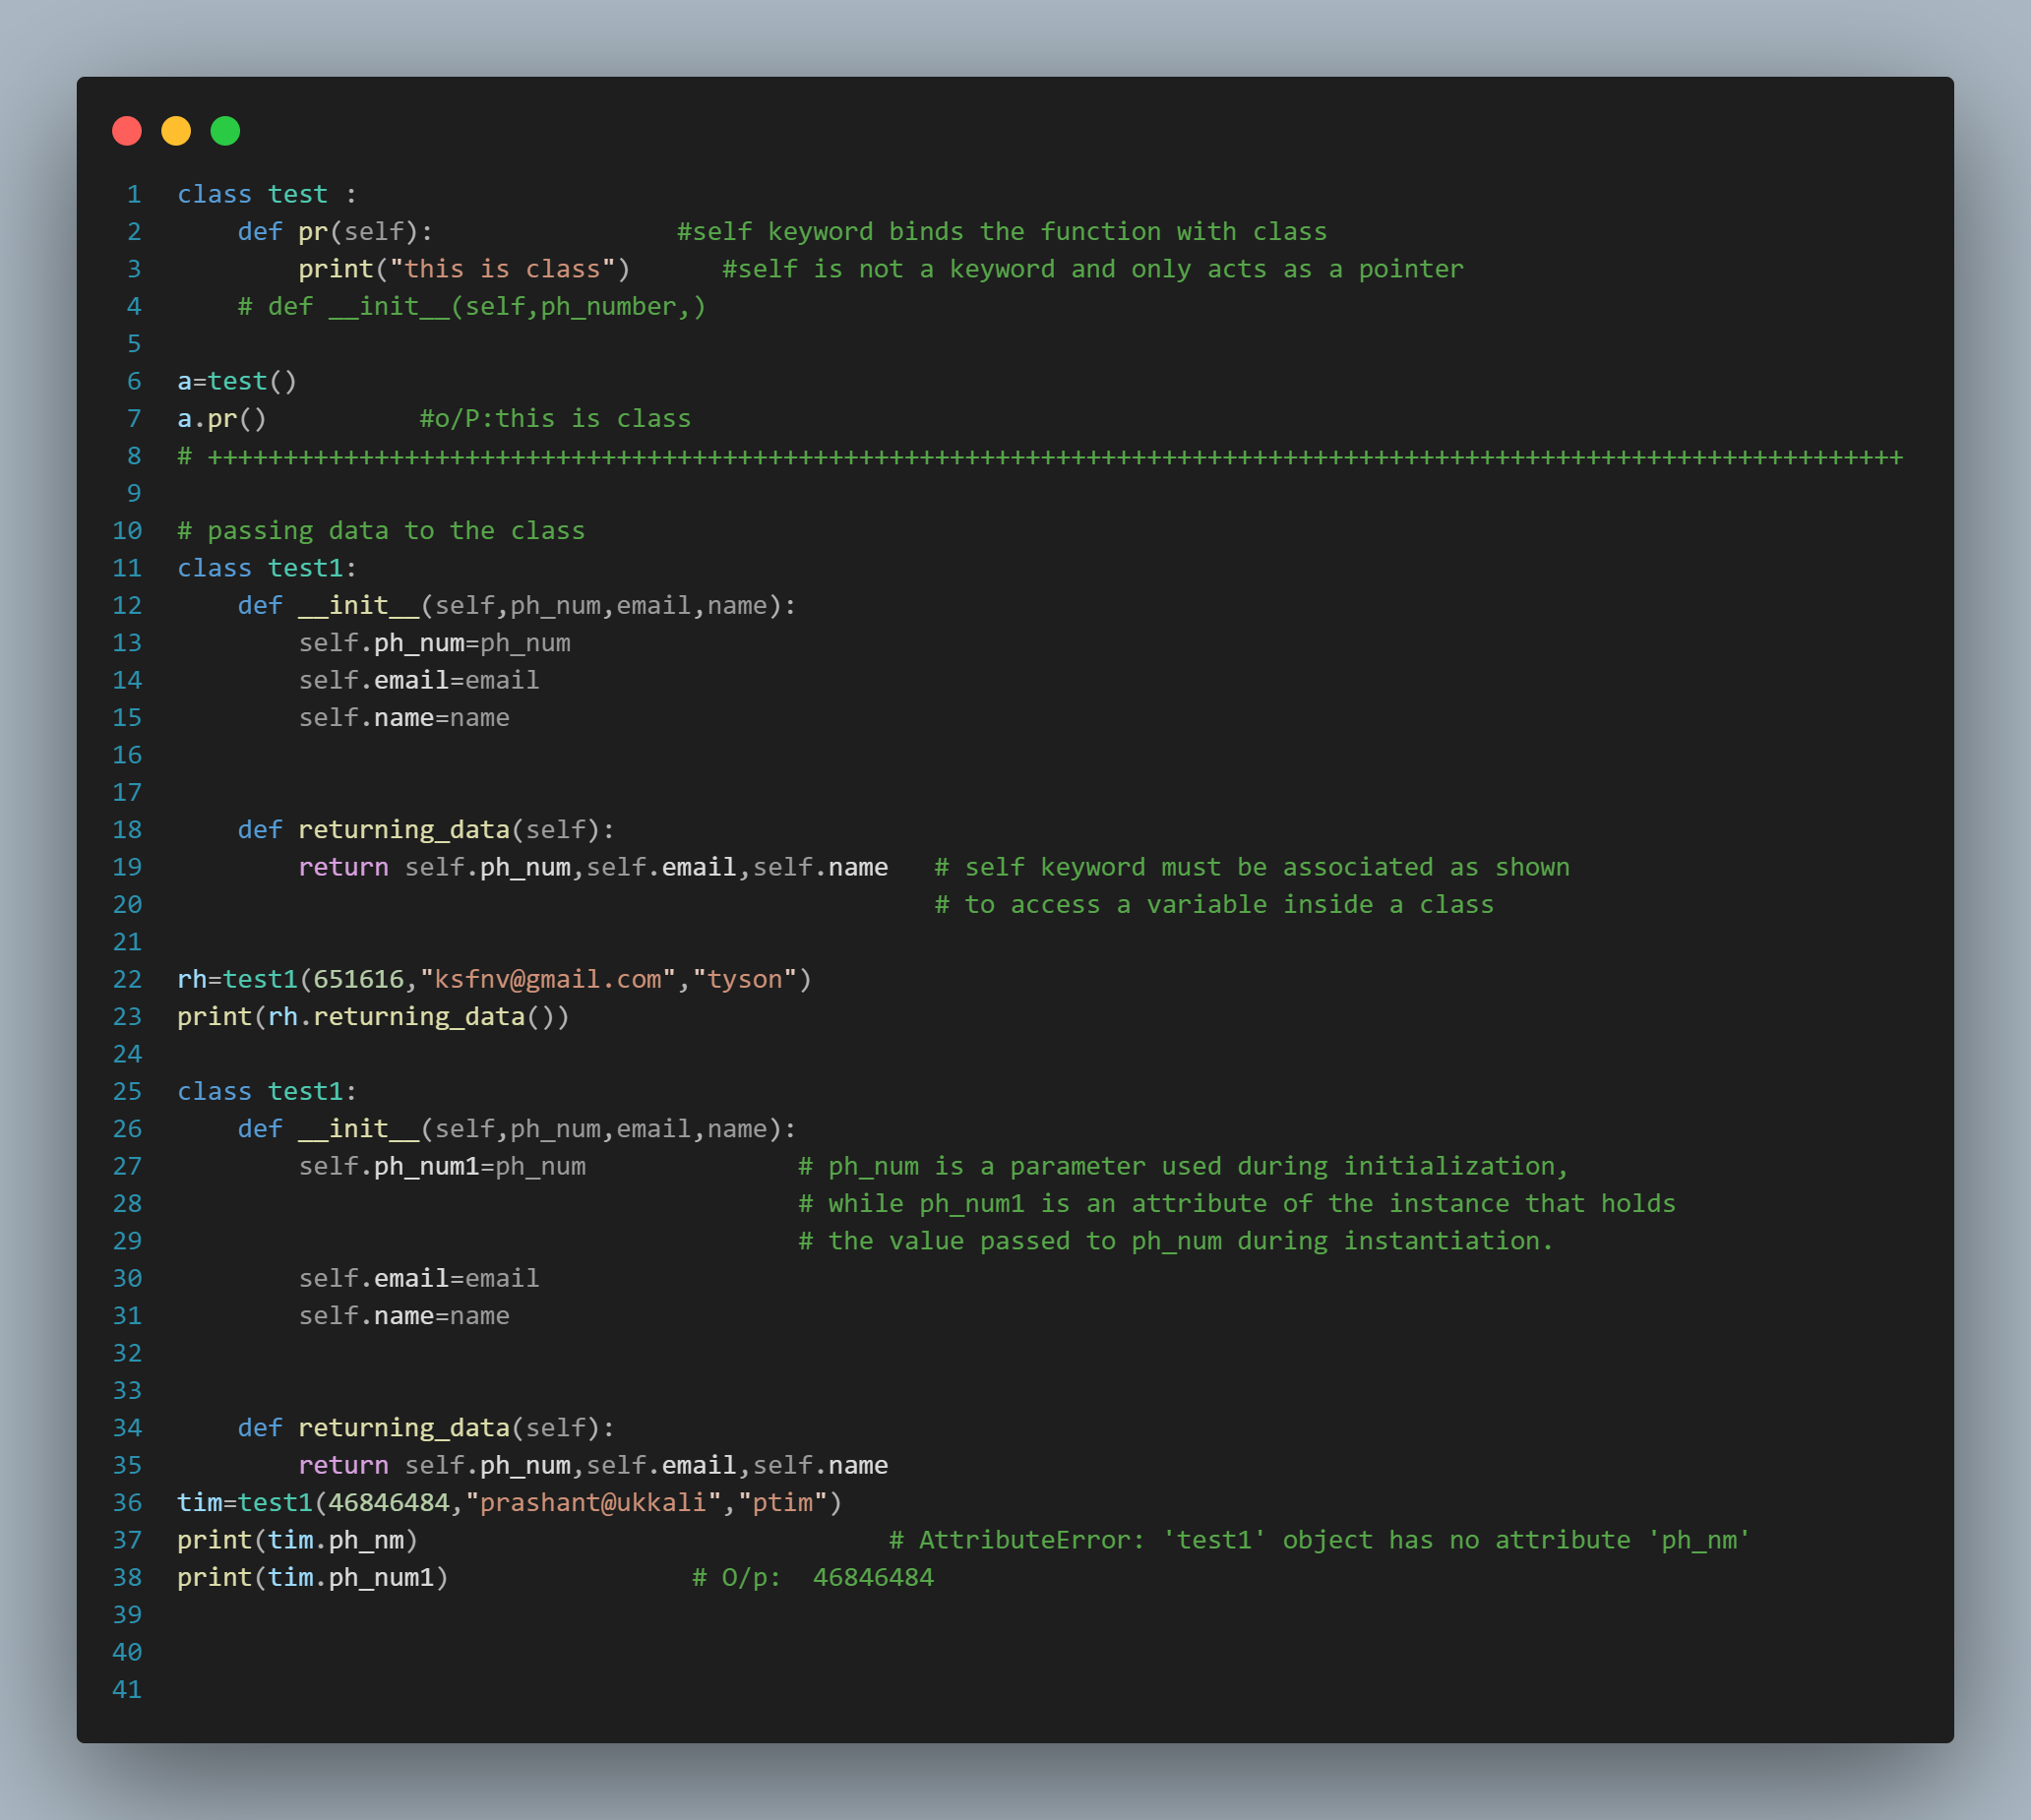 1 class test :
2     def pr(self):                #self keyword binds the function with class
3         print("this is class")      #self is not a keyword and only acts as a pointer
4     # def __init__(self,ph_number,)
5
6 a=test()
7 a.pr()          #o/P:this is class
8 # ++++++++++++++++++++++++++++++++++++++++++++++++++++++++++++++++++++++++++++++++++++++++++++++++++++++++++++++++
9
10 # passing data to the class
11 class test1:
12     def __init__(self,ph_num,email,name):
13         self.ph_num=ph_num
14         self.email=email
15         self.name=name
16
17
18     def returning_data(self):
19         return self.ph_num,self.email,self.name   # self keyword must be associated as shown
20                                                   # to access a variable inside a class
21
22 rh=test1(651616,"ksfnv@gmail.com","tyson")
23 print(rh.returning_data())
24
25 class test1:
26     def __init__(self,ph_num,email,name):
27         self.ph_num1=ph_num              # ph_num is a parameter used during initialization,
28                                          # while ph_num1 is an attribute of the instance that holds
29                                          # the value passed to ph_num during instantiation.
30         self.email=email
31         self.name=name
32
33
34     def returning_data(self):
35         return self.ph_num,self.email,self.name
36 tim=test1(46846484,"prashant@ukkali","ptim")
37 print(tim.ph_nm)                               # AttributeError: 'test1' object has no attribute 'ph_nm'
38 print(tim.ph_num1)                # O/p:  46846484
39
40
41